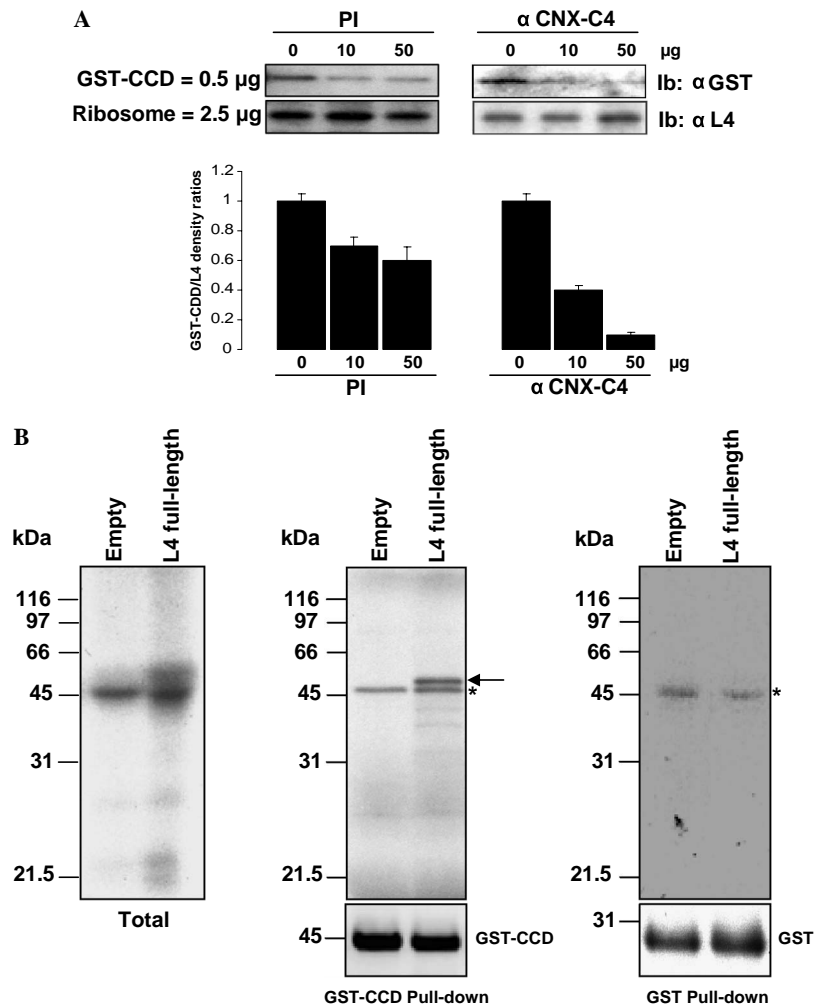 A
PI
α CNX-C4
0 10 50 0 10 50 μg
GST-CCD = 0.5 μg
Ib: α GST
Ribosome = 2.5 μg
Ib: α L4
GST-CDD/L4 density ratios
1.2
1
0.8
0.6
0.4
0.2
0
0 10 50 0 10 50 μg
PI
α CNX-C4
B
kDa
Empty
L4 full-length
116
97
66
45
31
21.5
Total
kDa
Empty
L4 full-length
116
97
66
45
*
31
21.5
45
GST-CCD
GST-CCD Pull-down
kDa
Empty
L4 full-length
116
97
66
45
*
31
21.5
31
GST
GST Pull-down